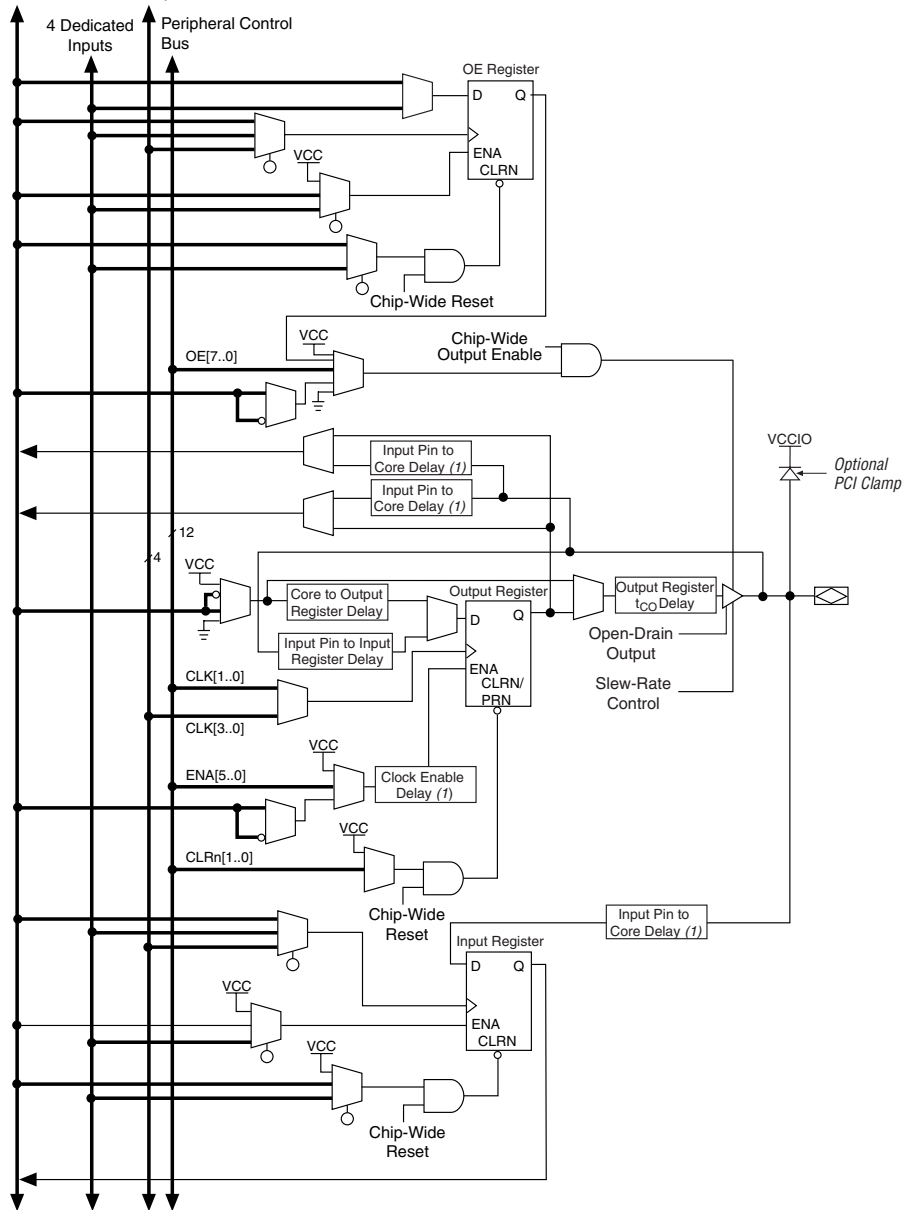 4 Dedicated
Inputs
Peripheral Control
Bus
OE Register
D Q
ENA
CLRN
VCC
Chip-Wide Reset
VCC
OE[7..0]
Chip-Wide
Output Enable
Input Pin to
Core Delay (1)
Input Pin to
Core Delay (1)
VCCIO
Optional
PCI Clamp
12
4
VCC
Core to Output
Register Delay
Input Pin to Input
Register Delay
Output Register
D Q
ENA
CLRN/
PRN
Output Register
tCO Delay
Open-Drain
Output
Slew-Rate
Control
CLK[1..0]
CLK[3..0]
VCC
ENA[5..0]
Clock Enable
Delay (1)
VCC
CLRn[1..0]
Chip-Wide
Reset
Input Pin to
Core Delay (1)
Input Register
D Q
ENA
CLRN
VCC
VCC
Chip-Wide
Reset